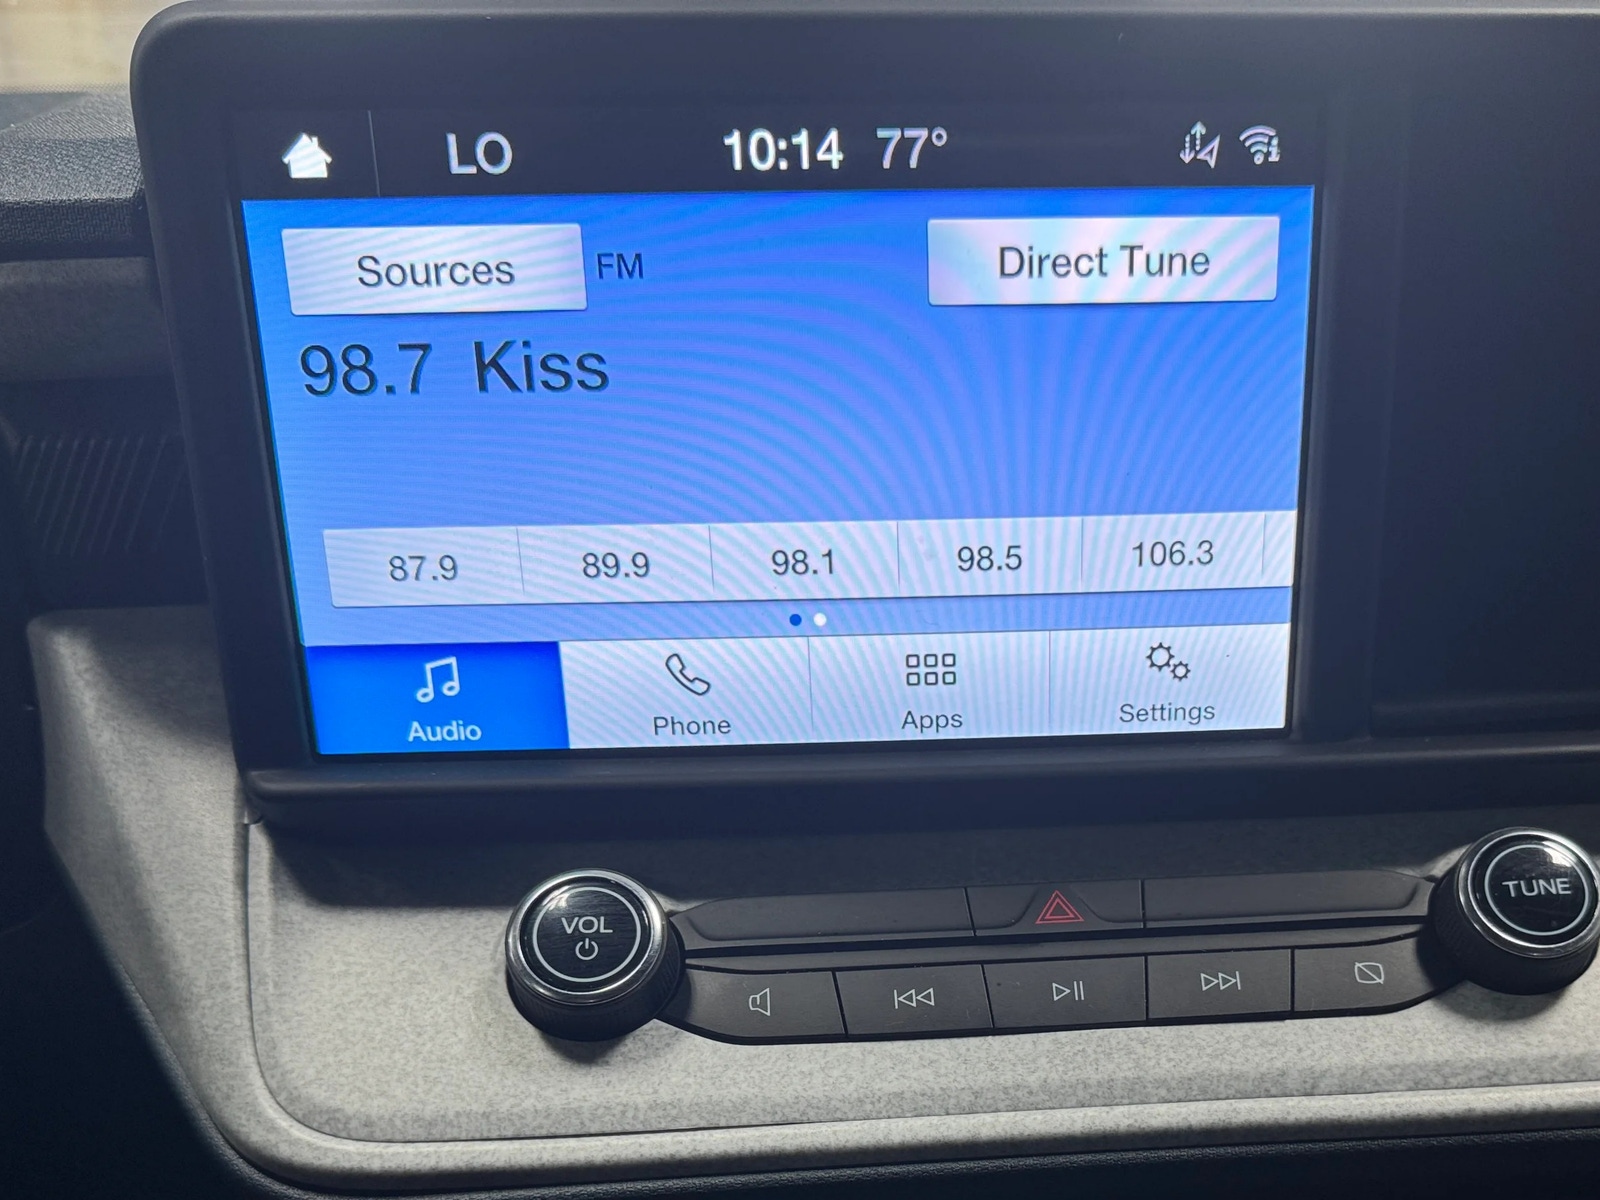 LO 10:14 77°
Sources FM Direct Tune
98.7 Kiss
87.9 89.9 98.1 98.5 106.3
Audio Phone Apps Settings
VOL TUNE